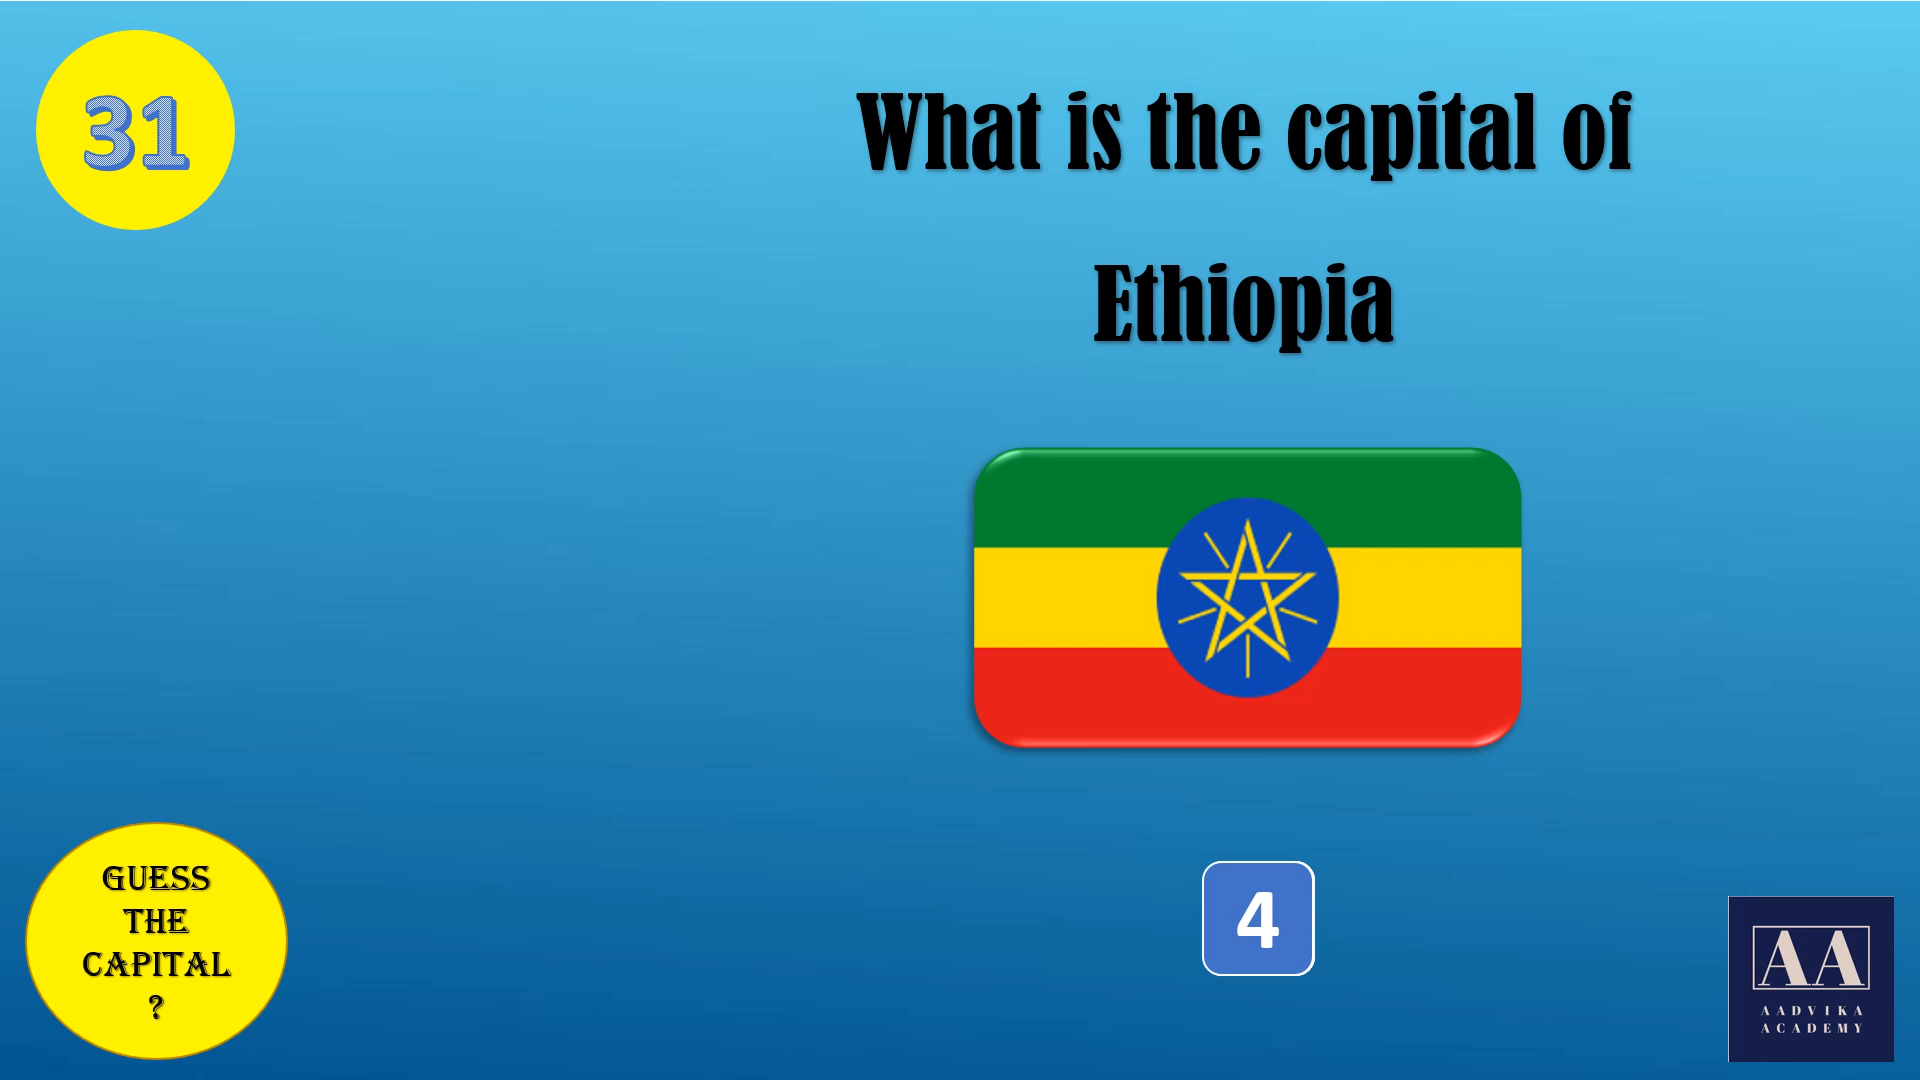 31
What is the capital of
Ethiopia
4
GUESS
THE
CAPITAL
?
AA
AADVIKA
ACADEMY